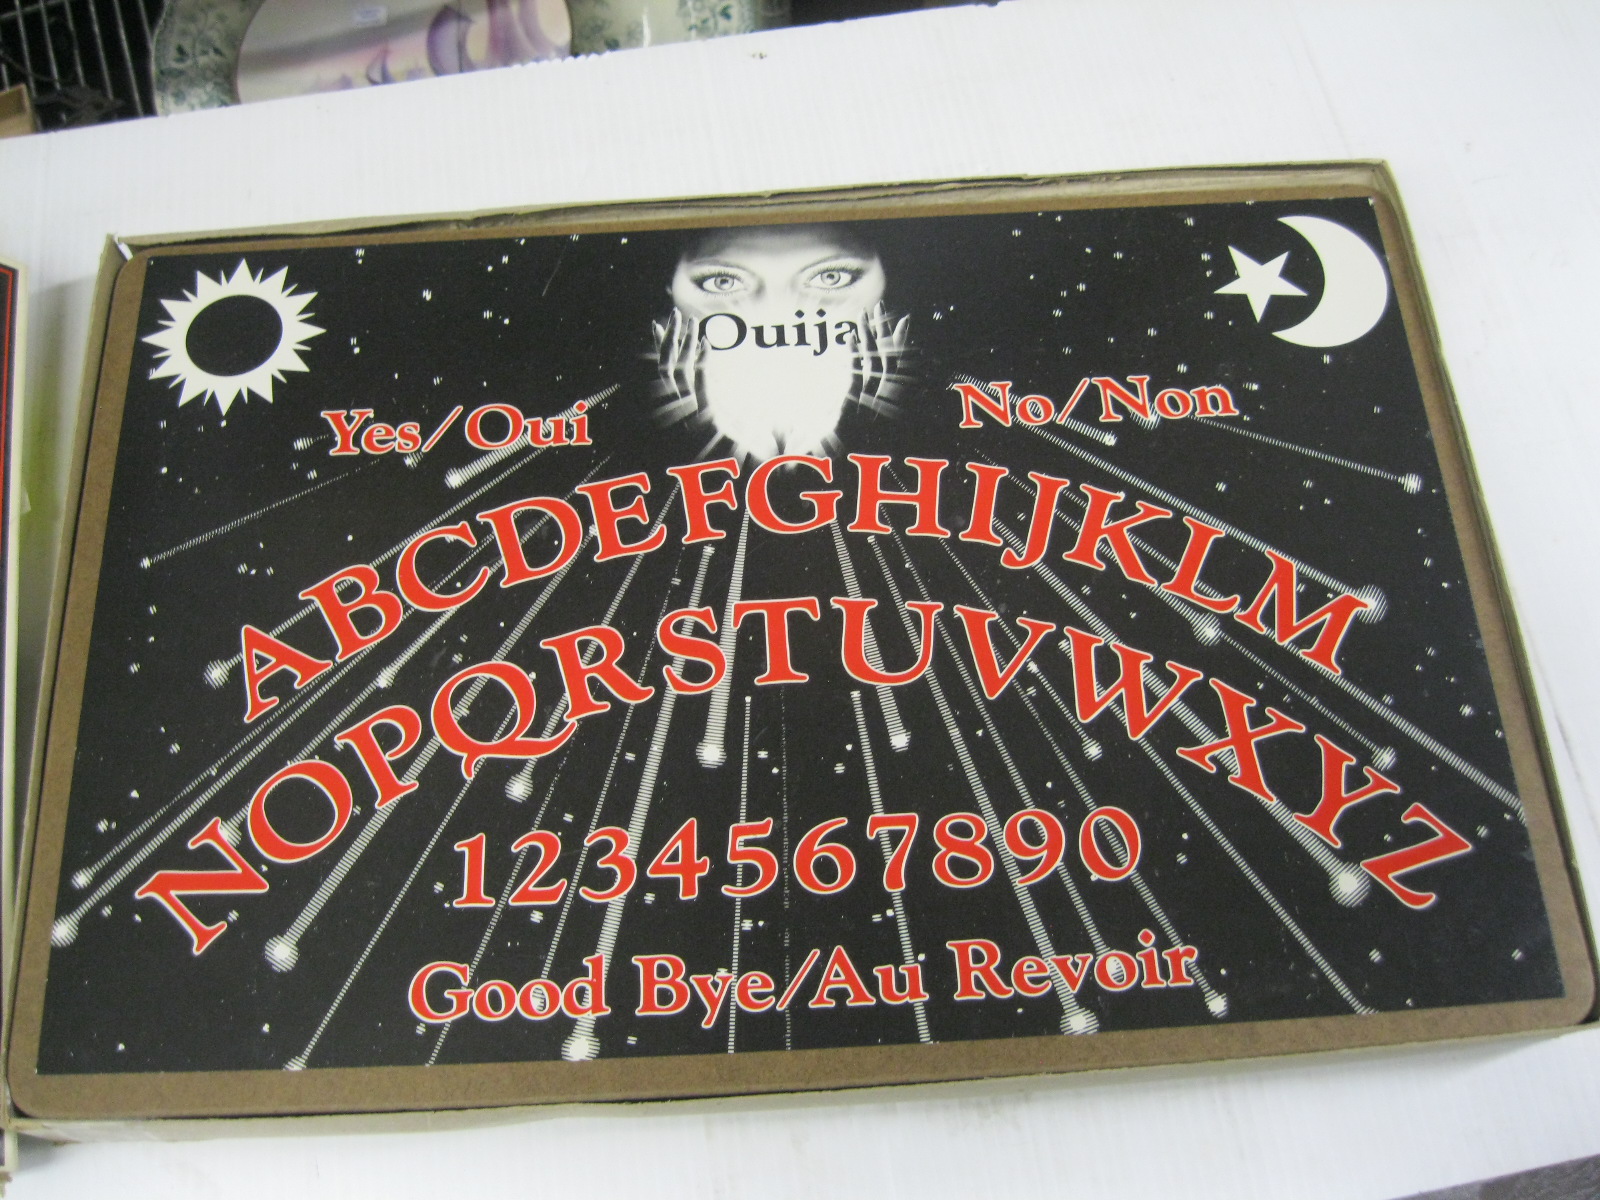 Ouija
Yes/Oui
No/Non
ABCDEFGHIJKLM
NOPQRSTUVWXYZ
1234567890
Good Bye/Au Revoir